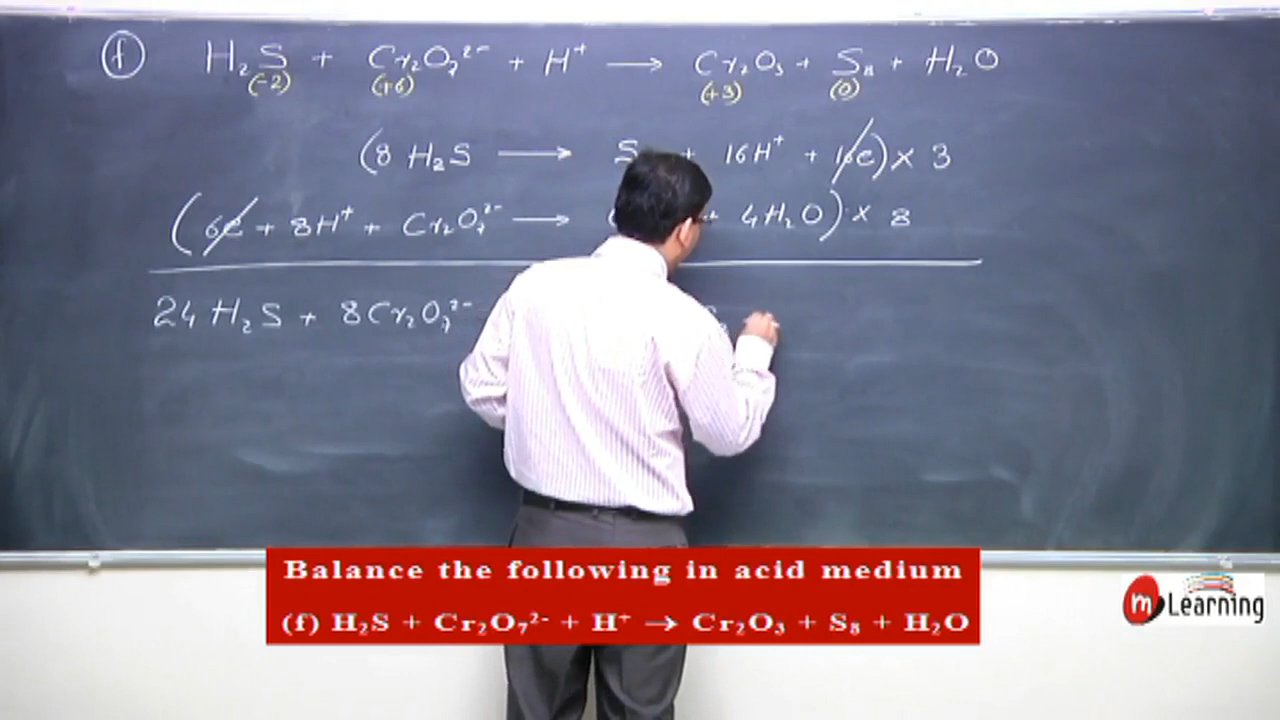 (f) H₂S + Cr₂O₇²⁻ + H⁺ → Cr₂O₃ + S₈ + H₂O
(-2) (+6) (+3) (0)
(8 H₂S → S + 16H⁺ + 16e) × 3
(6e + 8H⁺ + Cr₂O₇²⁻ → + 4H₂O) × 8
24 H₂S + 8Cr₂O₇²⁻
Balance the following in acid medium
(f) H₂S + Cr₂O₇²⁻ + H⁺ → Cr₂O₃ + S₈ + H₂O
m Learning